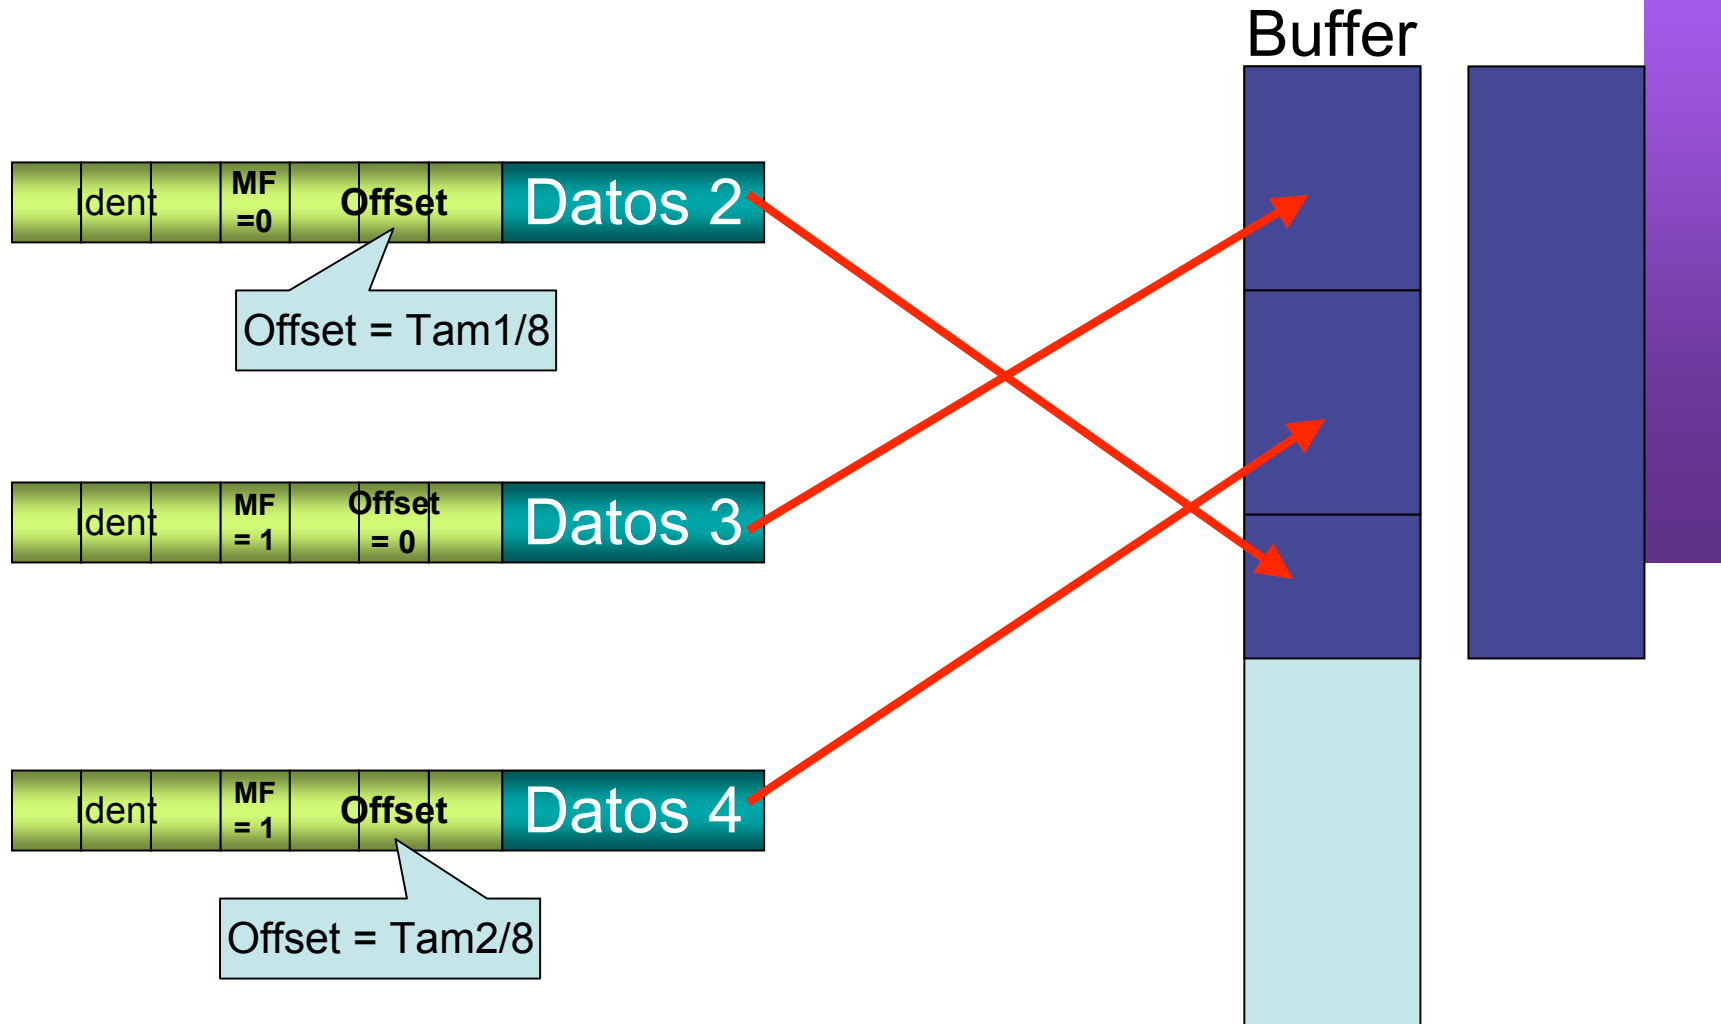 Buffer
Ident
MF
=0
Offset
Datos 2
Offset = Tam1/8
Ident
MF
= 1
Offset
= 0
Datos 3
Ident
MF
= 1
Offset
Datos 4
Offset = Tam2/8